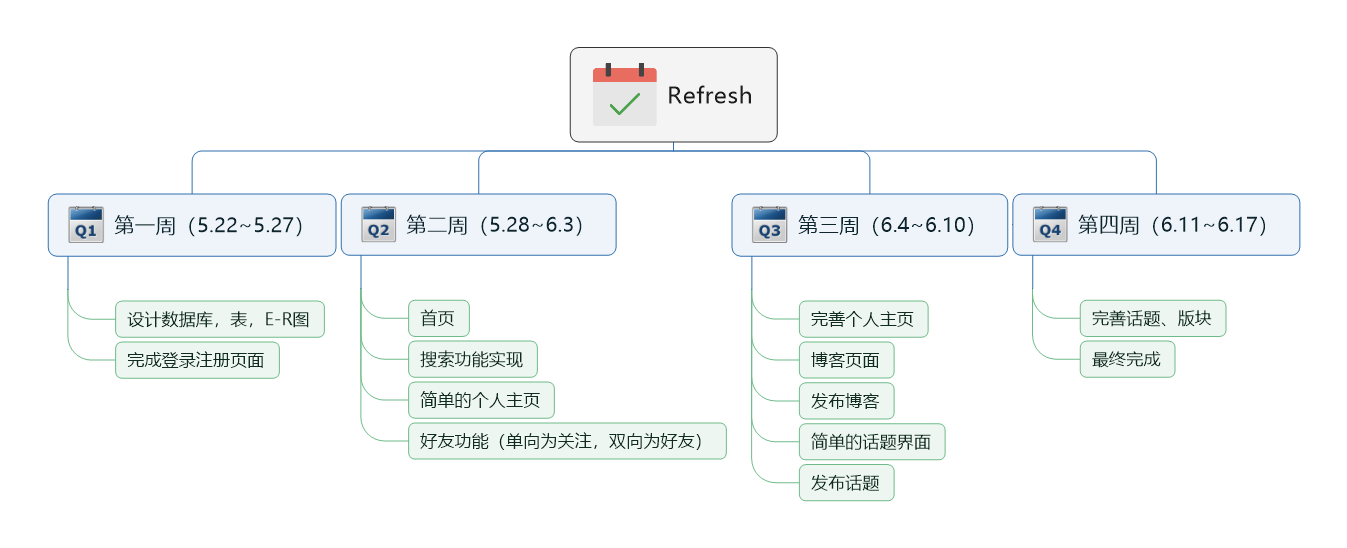 Refresh
Q1 第一周（5.22~5.27）
设计数据库，表，E-R图
完成登录注册页面
Q2 第二周（5.28~6.3）
首页
搜索功能实现
简单的个人主页
好友功能（单向为关注，双向为好友）
Q3 第三周（6.4~6.10）
完善个人主页
博客页面
发布博客
简单的话题界面
发布话题
Q4 第四周（6.11~6.17）
完善话题、版块
最终完成